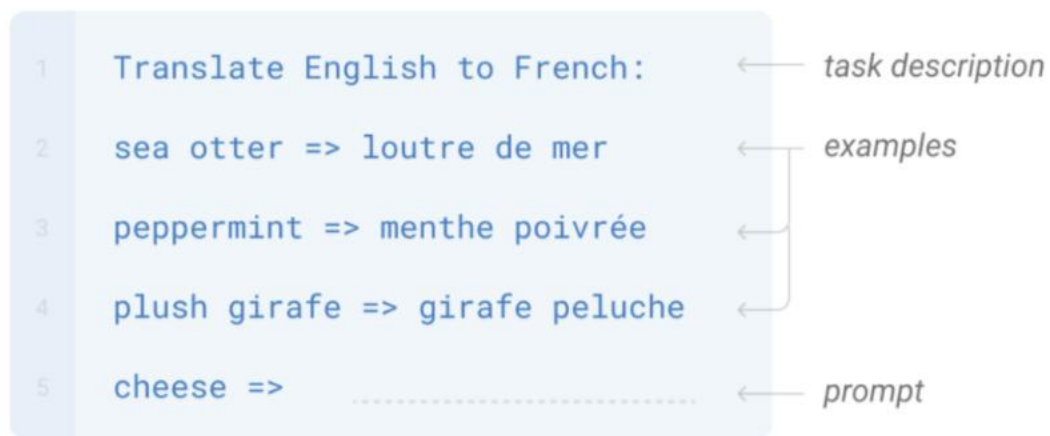 1 Translate English to French: task description
2 sea otter => loutre de mer examples
3 peppermint => menthe poivrée
4 plush girafe => girafe peluche
5 cheese => prompt